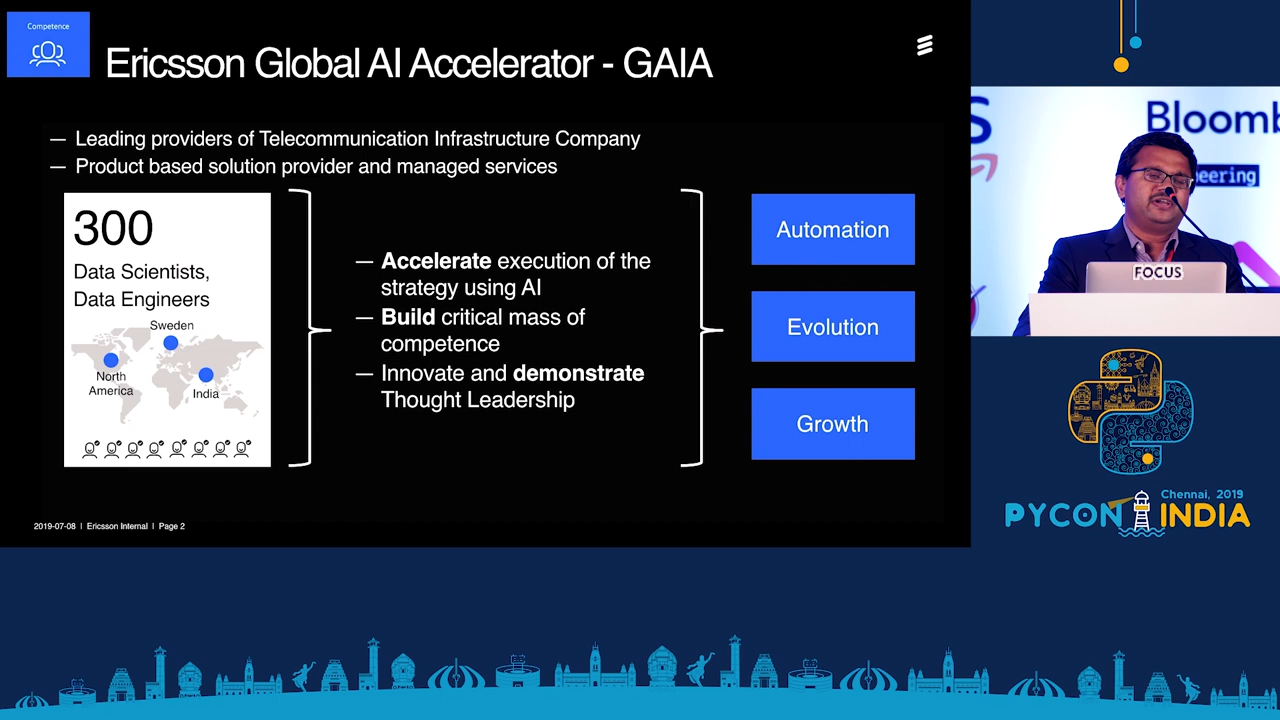 Competence
Ericsson Global AI Accelerator - GAIA
— Leading providers of Telecommunication Infrastructure Company
— Product based solution provider and managed services
300
Data Scientists,
Data Engineers
Sweden
North
America
India
— Accelerate execution of the
strategy using AI
— Build critical mass of
competence
— Innovate and demonstrate
Thought Leadership
Automation
Evolution
Growth
2019-07-08 | Ericsson Internal | Page 2
S
Bloomb
eering
FOCUS
Chennai, 2019
PYCON INDIA